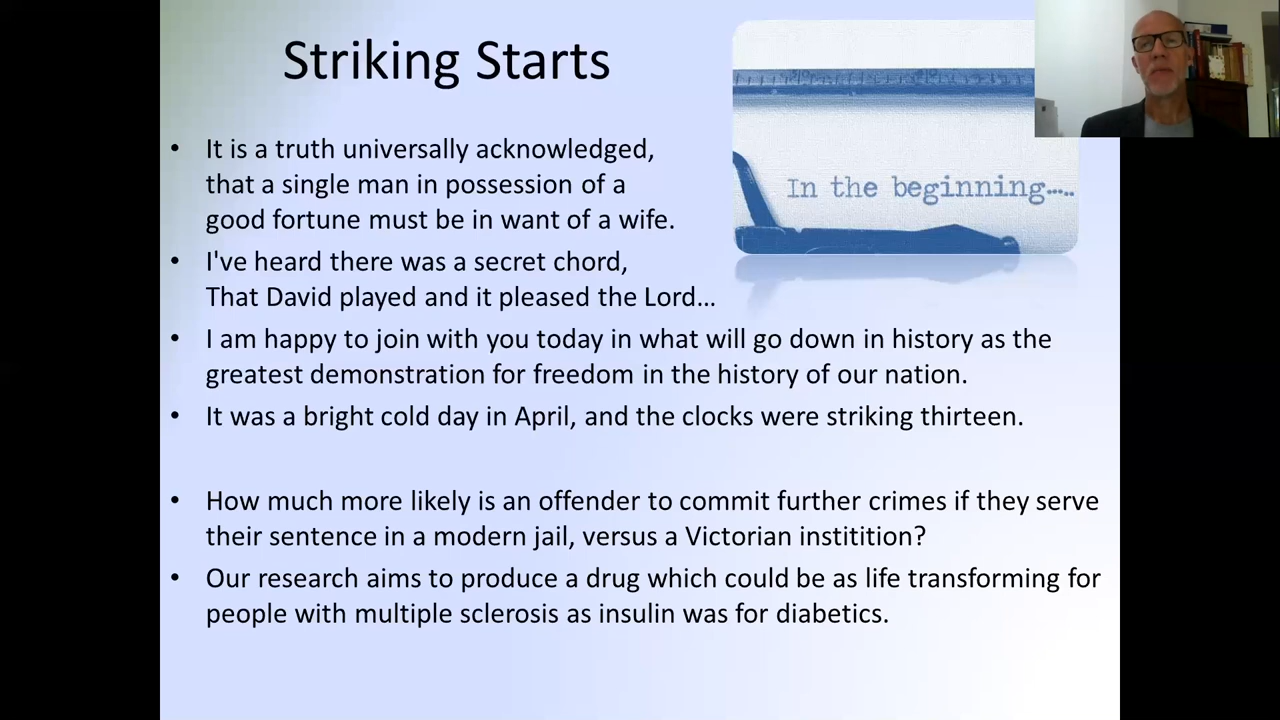 Striking Starts
In the beginning.....
• It is a truth universally acknowledged,
that a single man in possession of a
good fortune must be in want of a wife.
• I've heard there was a secret chord,
That David played and it pleased the Lord...
• I am happy to join with you today in what will go down in history as the
greatest demonstration for freedom in the history of our nation.
• It was a bright cold day in April, and the clocks were striking thirteen.
• How much more likely is an offender to commit further crimes if they serve
their sentence in a modern jail, versus a Victorian institition?
• Our research aims to produce a drug which could be as life transforming for
people with multiple sclerosis as insulin was for diabetics.